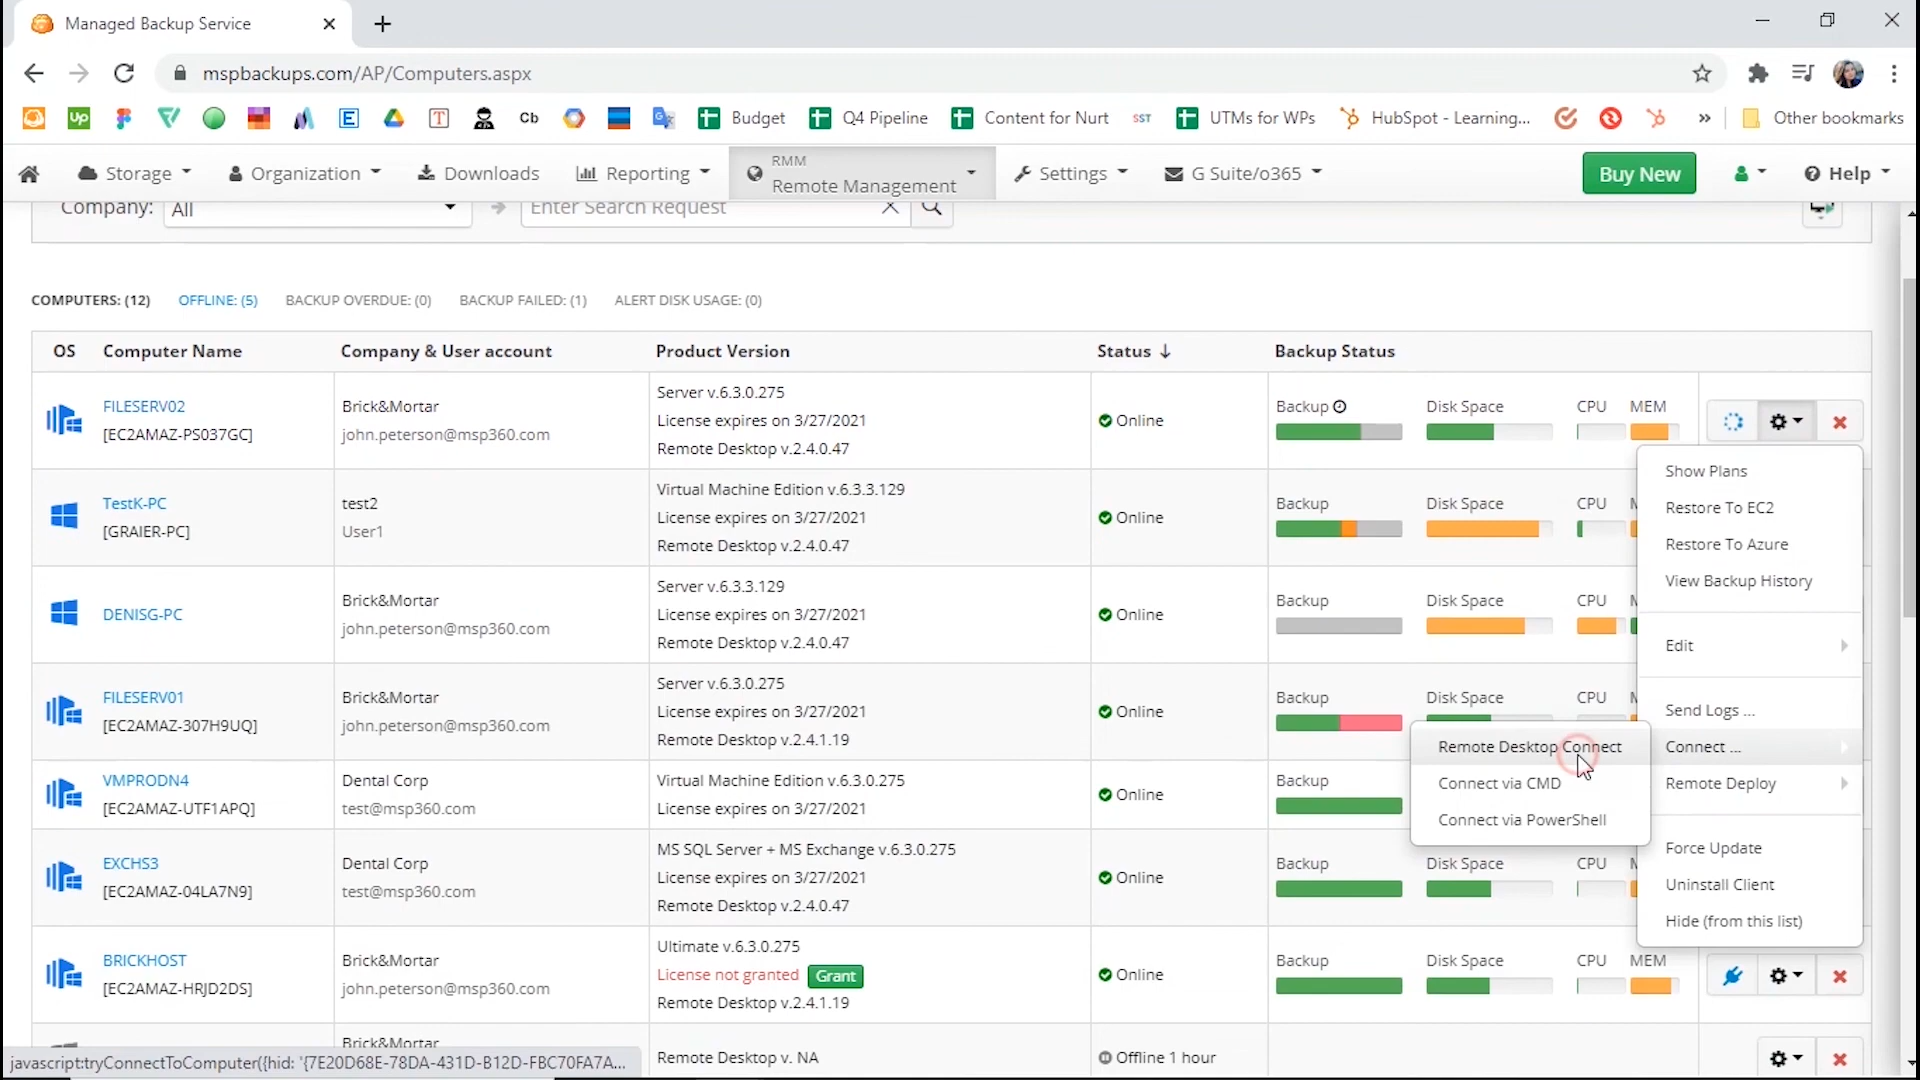 Managed Backup Service
mspbackups.com/AP/Computers.aspx
Up
E
T
Cb
Budget
Q4 Pipeline
Content for Nurt
SST
UTMs for WPs
HubSpot - Learning...
»
Other bookmarks
Storage
Organization
Downloads
Reporting
RMM
Remote Management
Settings
G Suite/o365
Buy New
Help
Company:
All
Enter Search Request
COMPUTERS: (12)
OFFLINE: (5)
BACKUP OVERDUE: (0)
BACKUP FAILED: (1)
ALERT DISK USAGE: (0)
OS
Computer Name
Company & User account
Product Version
Status
Backup Status
FILESERV02
[EC2AMAZ-PS037GC]
Brick&Mortar
john.peterson@msp360.com
Server v.6.3.0.275
License expires on 3/27/2021
Remote Desktop v.2.4.0.47
Online
Backup
Disk Space
CPU
MEM
TestK-PC
[GRAIER-PC]
test2
User1
Virtual Machine Edition v.6.3.3.129
License expires on 3/27/2021
Remote Desktop v.2.4.0.47
Online
Backup
Disk Space
CPU
DENISG-PC
Brick&Mortar
john.peterson@msp360.com
Server v.6.3.3.129
License expires on 3/27/2021
Remote Desktop v.2.4.0.47
Online
Backup
Disk Space
CPU
FILESERV01
[EC2AMAZ-307H9UQ]
Brick&Mortar
john.peterson@msp360.com
Server v.6.3.0.275
License expires on 3/27/2021
Remote Desktop v.2.4.1.19
Online
Backup
Disk Space
CPU
VMPRODN4
[EC2AMAZ-UTF1APQ]
Dental Corp
test@msp360.com
Virtual Machine Edition v.6.3.0.275
License expires on 3/27/2021
Online
Backup
EXCHS3
[EC2AMAZ-04LA7N9]
Dental Corp
test@msp360.com
MS SQL Server + MS Exchange v.6.3.0.275
License expires on 3/27/2021
Remote Desktop v.2.4.0.47
Online
Backup
Disk Space
CPU
BRICKHOST
[EC2AMAZ-HRJD2DS]
Brick&Mortar
john.peterson@msp360.com
Ultimate v.6.3.0.275
License not granted
Grant
Remote Desktop v.2.4.1.19
Online
Backup
Disk Space
CPU
MEM
Brick&Mortar
Remote Desktop v. NA
Offline 1 hour
Show Plans
Restore To EC2
Restore To Azure
View Backup History
Edit
Send Logs ...
Connect ...
Remote Deploy
Force Update
Uninstall Client
Hide (from this list)
Remote Desktop Connect
Connect via CMD
Connect via PowerShell
javascript:tryConnectToComputer({hid: '{7E20D68E-78DA-431D-B12D-FBC70FA7A...